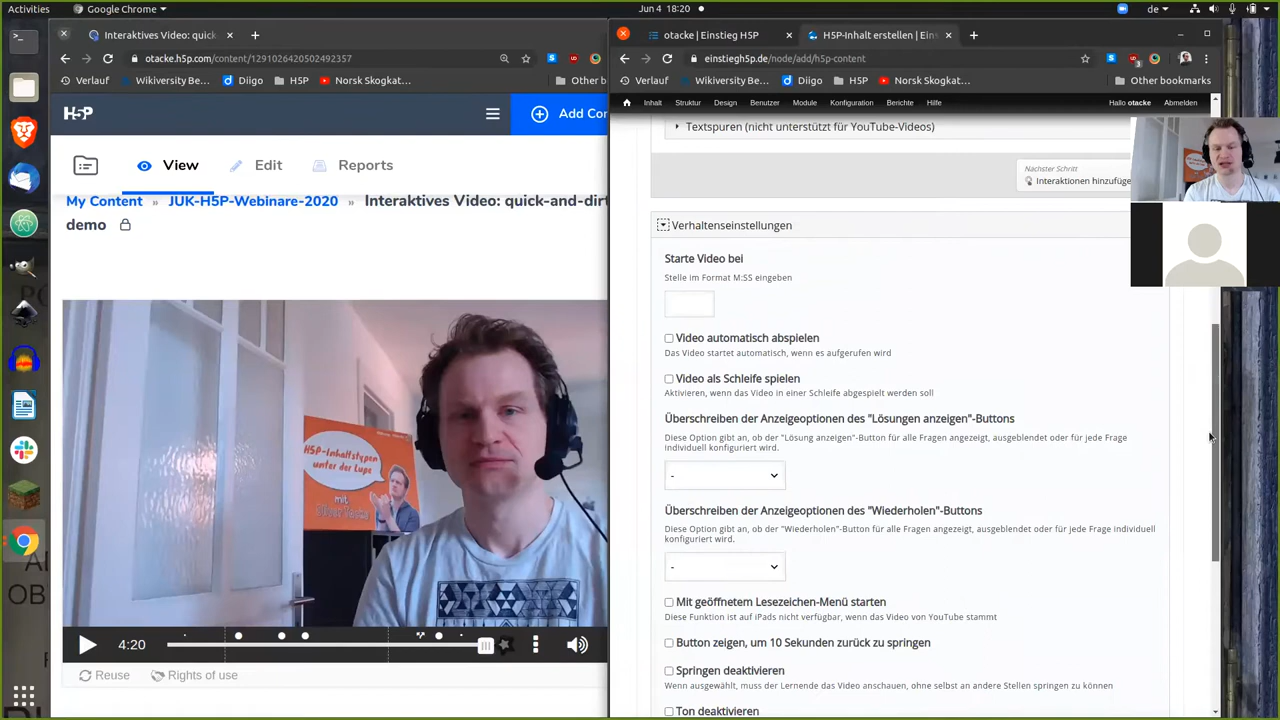 Activities
Google Chrome
Jun 4 18:20
de
Interaktives Video: quick
otacke | Einstieg H5P
H5P-Inhalt erstellen | Eins
otacke.h5p.com/content/1291026420502492357
einstiegh5p.de/node/add/h5p-content
Verlauf
Wikiversity Be…
Diigo
H5P
Norsk Skogkat…
Other b
Verlauf
Wikiversity Be…
Diigo
H5P
Norsk Skogkat…
Other bookmarks
Inhalt
Struktur
Design
Benutzer
Module
Konfiguration
Berichte
Hilfe
Hallo otacke
Abmelden
H5P
Add Co
View
Edit
Reports
My Content » JUK-H5P-Webinare-2020 » Interaktives Video: quick-and-dirt
demo
H5P-Inhaltstypen
unter der Lupe
mit
4:20
Reuse
Rights of use
Textspuren (nicht unterstützt für YouTube-Videos)
Nächster Schritt
Interaktionen hinzufüge
Verhaltenseinstellungen
Starte Video bei
Stelle im Format M:SS eingeben
Video automatisch abspielen
Das Video startet automatisch, wenn es aufgerufen wird
Video als Schleife spielen
Aktivieren, wenn das Video in einer Schleife abgespielt werden soll
Überschreiben der Anzeigeoptionen des "Lösungen anzeigen"-Buttons
Diese Option gibt an, ob der "Lösung anzeigen"-Button für alle Fragen angezeigt, ausgeblendet oder für jede Frage
individuell konfiguriert wird.
-
Überschreiben der Anzeigeoptionen des "Wiederholen"-Buttons
Diese Option gibt an, ob der "Wiederholen"-Button für alle Fragen angezeigt, ausgeblendet oder für jede Frage individuell
konfiguriert wird.
-
Mit geöffnetem Lesezeichen-Menü starten
Diese Funktion ist auf iPads nicht verfügbar, wenn das Video von YouTube stammt
Button zeigen, um 10 Sekunden zurück zu springen
Springen deaktivieren
Wenn ausgewählt, muss der Lernende das Video anschauen, ohne selbst an andere Stellen springen zu können
Ton deaktivieren